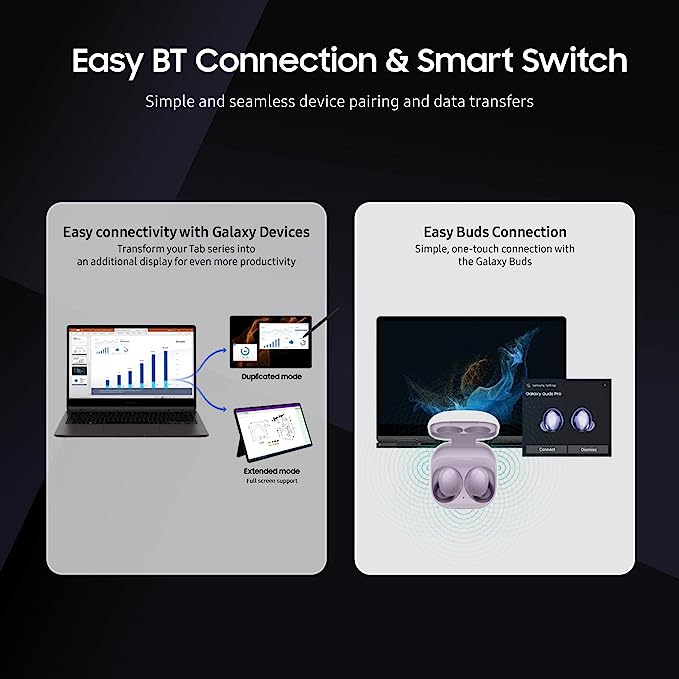 Easy BT Connection & Smart Switch
Simple and seamless device pairing and data transfers
Easy connectivity with Galaxy Devices
Transform your Tab series into
an additional display for even more productivity
Duplicated mode
Extended mode
Full screen support
Easy Buds Connection
Simple, one-touch connection with
the Galaxy Buds
Samsung Settings
Galaxy Buds Pro
Connect
Dismiss